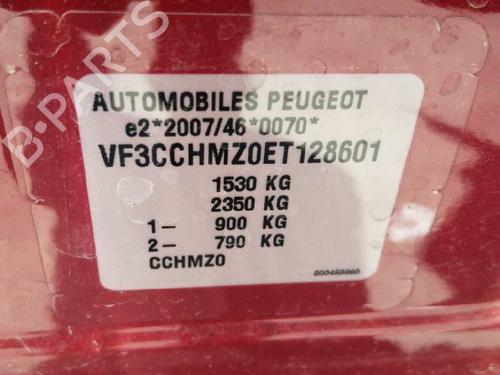 B-PARTS
AUTOMOBILES PEUGEOT
e2*2007/46*0070*
VF3CCHMZ0ET128601
1530 KG
2350 KG
1– 900 KG
2– 790 KG
CCHMZ0
200450960